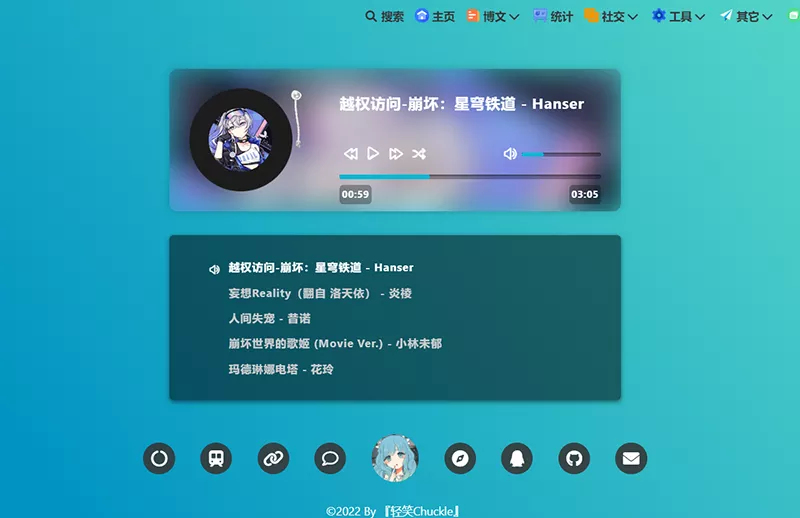 搜索 主页 博文 统计 社交 工具 其它
越权访问-崩坏：星穹铁道 - Hanser
00:59 03:05
越权访问-崩坏：星穹铁道 - Hanser
妄想Reality（翻自 洛天依） - 炎棱
人间失宠 - 昔诺
崩坏世界的歌姬 (Movie Ver.) - 小林未郁
玛德琳娜电塔 - 花玲
©2022 By 『轻笑Chuckle』